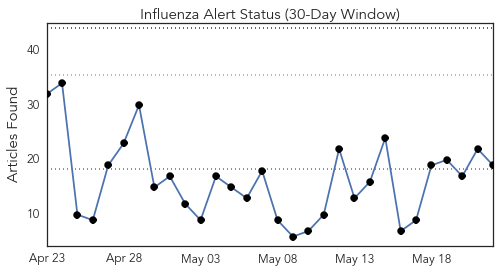 Influenza Alert Status (30-Day Window)
Articles Found
40
30
20
10
Apr 23
Apr 28
May 03
May 08
May 13
May 18